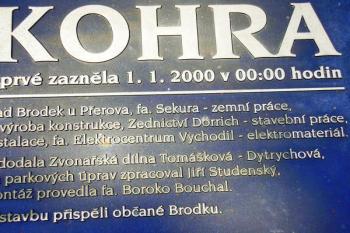 KOHRA
prvé zazněla 1. 1. 2000 v 00:00 hodin
ad Brodek u Přerova, fa. Sekura - zemní práce,
výroba konstrukce, Zednictví Dörrich - stavební práce,
stalace, fa. Elektrocentrum Východil - elektromateriál.
dodala Zvonařská dílna Tomášková - Dytrychová,
parkových úprav zpracoval Jiří Studenský,
ontáž provedla fa. Boroko Bouchal.
stavbu přispěli občané Brodku.